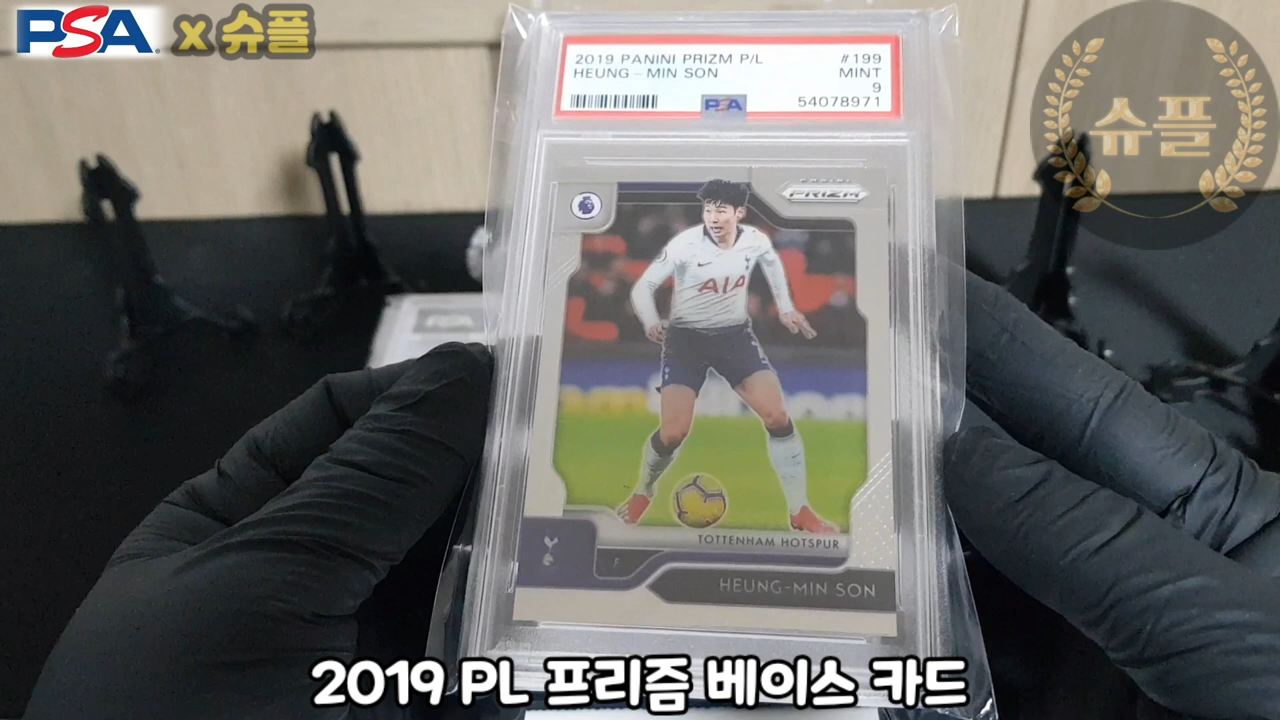 PSA x 슈플
2019 PANINI PRIZM P/L #199
HEUNG-MIN SON MINT
9
PSA 54078971
슈플
PANINI
PRIZM
AIA
TOTTENHAM HOTSPUR
F
HEUNG-MIN SON
2019 PL 프리즘 베이스 카드